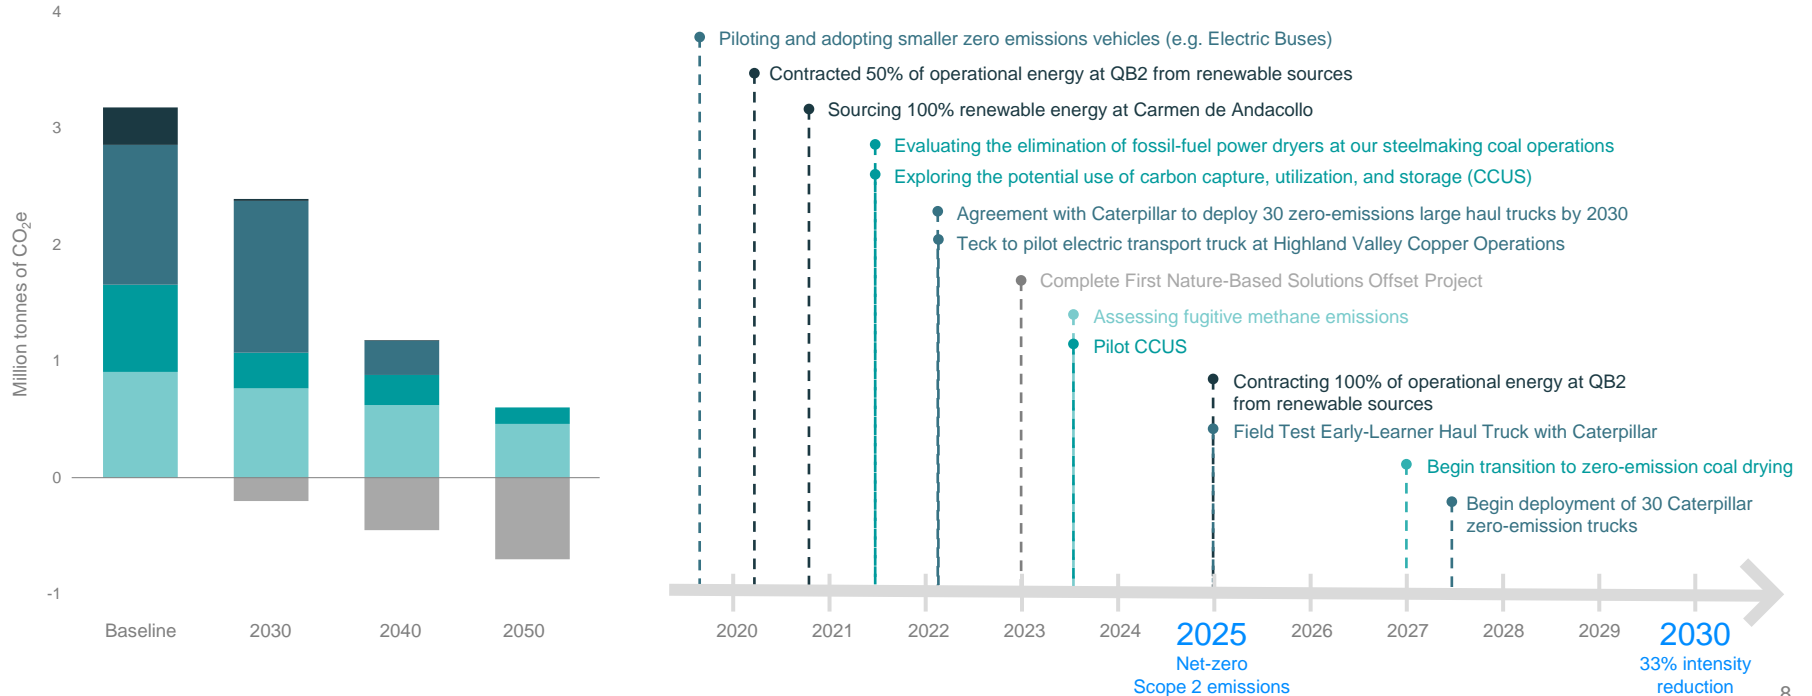 4
3
2
1
0
-1
Million tonnes of CO₂e
Baseline
2030
2040
2050
Piloting and adopting smaller zero emissions vehicles (e.g. Electric Buses)
Contracted 50% of operational energy at QB2 from renewable sources
Sourcing 100% renewable energy at Carmen de Andacollo
Evaluating the elimination of fossil-fuel power dryers at our steelmaking coal operations
Exploring the potential use of carbon capture, utilization, and storage (CCUS)
Agreement with Caterpillar to deploy 30 zero-emissions large haul trucks by 2030
Teck to pilot electric transport truck at Highland Valley Copper Operations
Complete First Nature-Based Solutions Offset Project
Assessing fugitive methane emissions
Pilot CCUS
Contracting 100% of operational energy at QB2
from renewable sources
Field Test Early-Learner Haul Truck with Caterpillar
Begin transition to zero-emission coal drying
Begin deployment of 30 Caterpillar
zero-emission trucks
2020
2021
2022
2023
2024
2025
2026
2027
2028
2029
2030
Net-zero
Scope 2 emissions
33% intensity
reduction
8